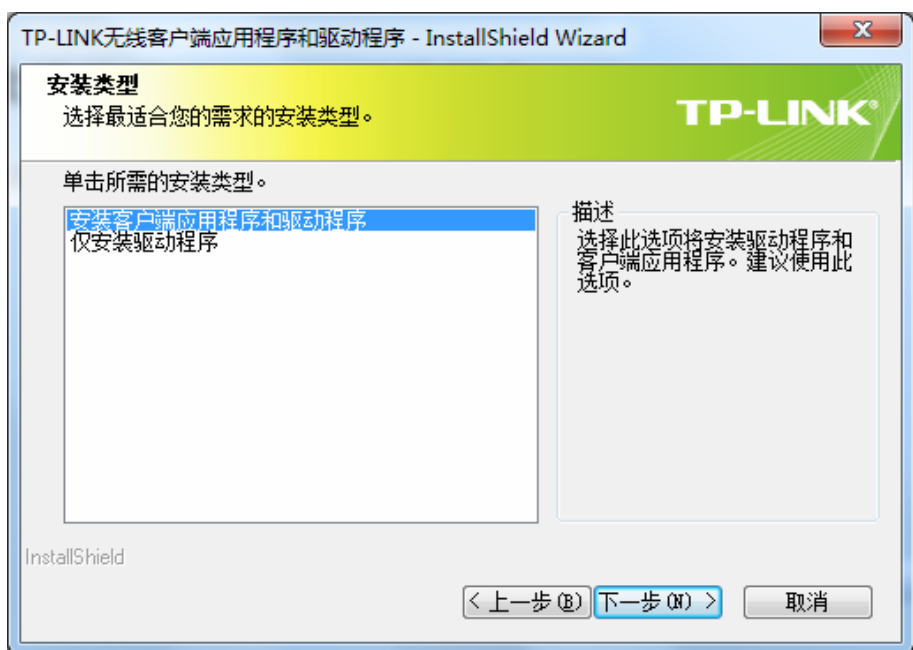 TP-LINK无线客户端应用程序和驱动程序 - InstallShield Wizard
安装类型
选择最适合您的需求的安装类型。
TP-LINK®
单击所需的安装类型。
安装客户端应用程序和驱动程序
仅安装驱动程序
描述
选择此选项将安装驱动程序和
客户端应用程序。建议使用此
选项。
InstallShield
< 上一步(B)
下一步(N) >
取消